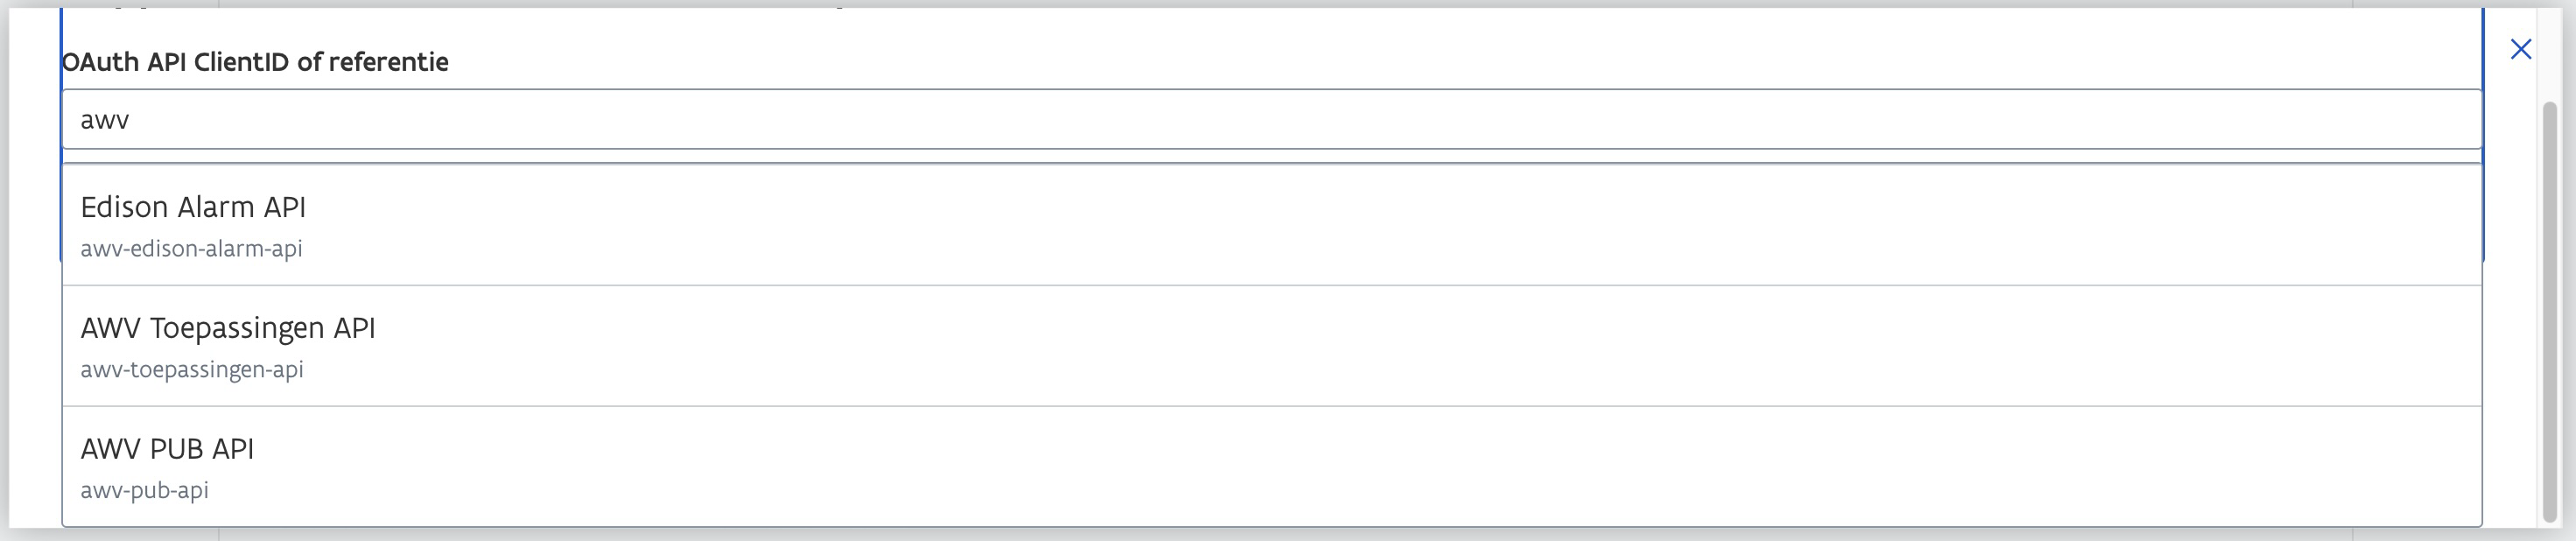 OAuth API ClientID of referentie
awv
Edison Alarm API
awv-edison-alarm-api
AWV Toepassingen API
awv-toepassingen-api
AWV PUB API
awv-pub-api